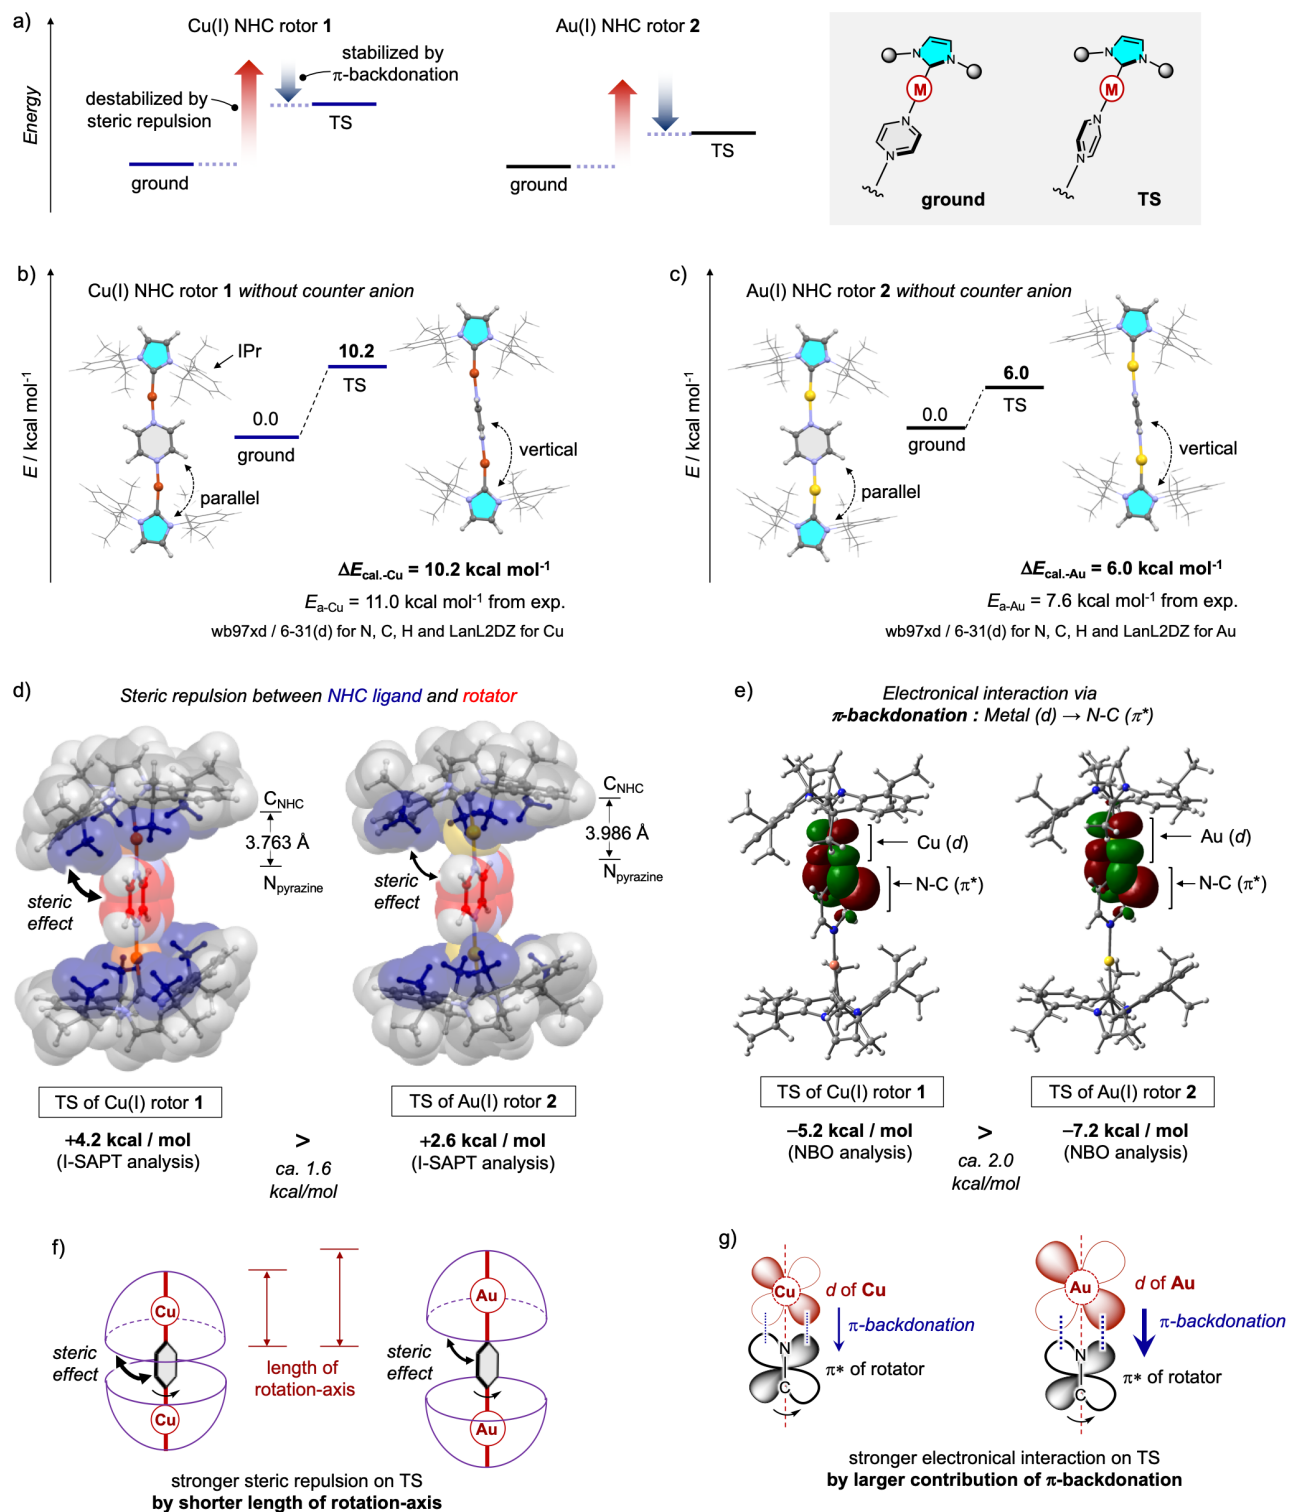 a)
Energy
Cu(I) NHC rotor 1
stabilized by
π-backdonation
destabilized by
steric repulsion
TS
ground
Au(I) NHC rotor 2
TS
ground
N
N
M
N
N
ground
N
N
M
N
N
TS
b)
E / kcal mol-1
Cu(I) NHC rotor 1 without counter anion
IPr
10.2
TS
0.0
ground
parallel
vertical
ΔEcal.-Cu = 10.2 kcal mol-1
Ea-Cu = 11.0 kcal mol-1 from exp.
wb97xd / 6-31(d) for N, C, H and LanL2DZ for Cu
c)
E / kcal mol-1
Au(I) NHC rotor 2 without counter anion
6.0
TS
0.0
ground
parallel
vertical
ΔEcal.-Au = 6.0 kcal mol-1
Ea-Au = 7.6 kcal mol-1 from exp.
wb97xd / 6-31(d) for N, C, H and LanL2DZ for Au
d)
Steric repulsion between NHC ligand and rotator
CNHC
3.763 Å
Npyrazine
steric
effect
CNHC
3.986 Å
Npyrazine
steric
effect
TS of Cu(I) rotor 1
+4.2 kcal / mol
(I-SAPT analysis)
>
ca. 1.6
kcal/mol
TS of Au(I) rotor 2
+2.6 kcal / mol
(I-SAPT analysis)
e)
Electronical interaction via
π-backdonation : Metal (d) → N-C (π*)
Cu (d)
N-C (π*)
Au (d)
N-C (π*)
TS of Cu(I) rotor 1
–5.2 kcal / mol
(NBO analysis)
>
ca. 2.0
kcal/mol
TS of Au(I) rotor 2
–7.2 kcal / mol
(NBO analysis)
f)
Cu
steric
effect
Cu
length of
rotation-axis
Au
steric
effect
Au
stronger steric repulsion on TS
by shorter length of rotation-axis
g)
Cu
d of Cu
π-backdonation
N
π* of rotator
C
Au
d of Au
π-backdonation
N
π* of rotator
C
stronger electronical interaction on TS
by larger contribution of π-backdonation